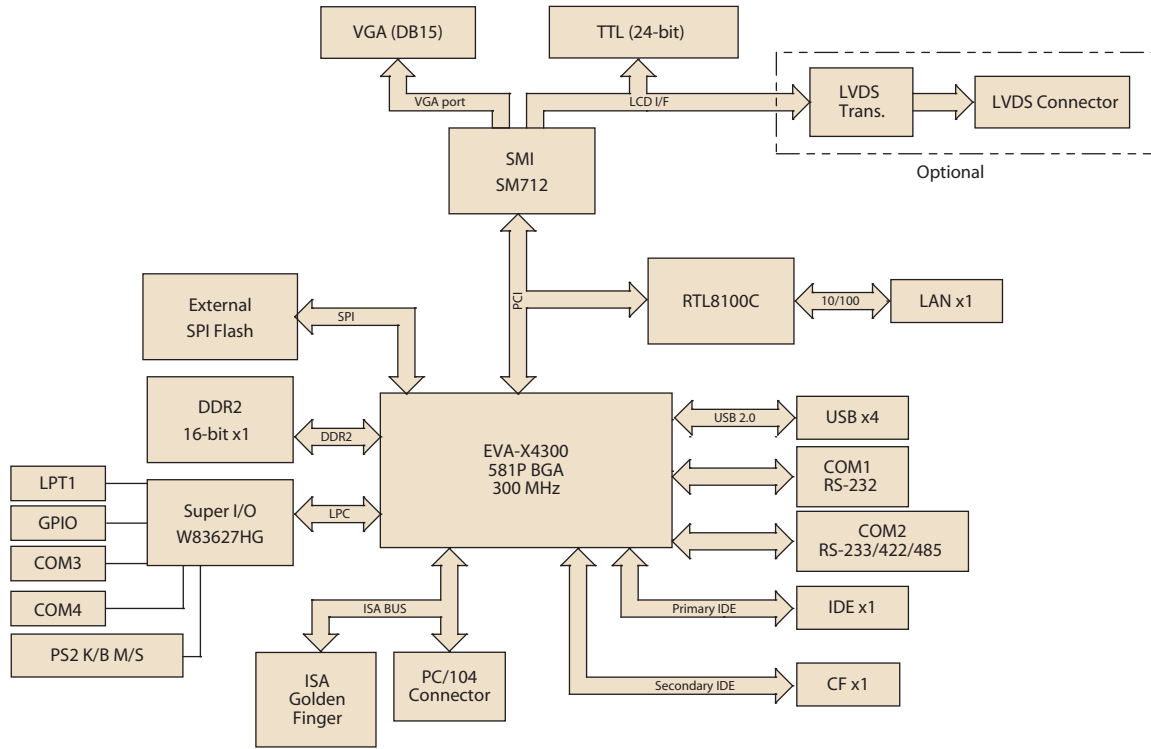 VGA (DB15)
TTL (24-bit)
LVDS
Trans.
LVDS Connector
VGA port
LCD I/F
Optional
SMI
SM712
PCI
External
SPI Flash
SPI
RTL8100C
10/100
LAN x1
DDR2
16-bit x1
DDR2
EVA-X4300
581P BGA
300 MHz
USB 2.0
USB x4
COM1
RS-232
COM2
RS-233/422/485
LPT1
GPIO
COM3
COM4
PS2 K/B M/S
Super I/O
W83627HG
LPC
ISA BUS
Primary IDE
IDE x1
ISA
Golden
Finger
PC/104
Connector
Secondary IDE
CF x1